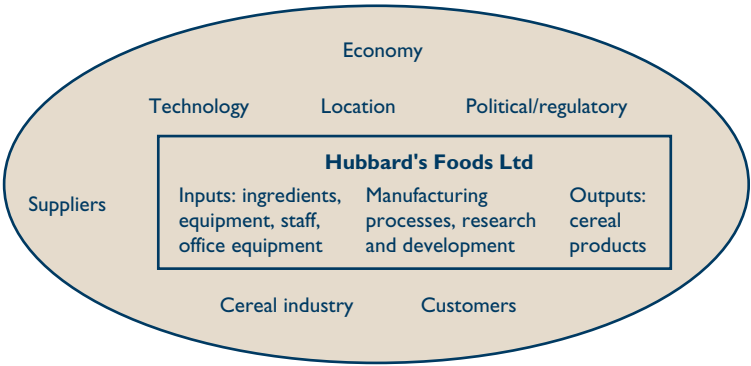 Economy
Technology
Location
Political/regulatory
Hubbard's Foods Ltd
Suppliers
Inputs: ingredients,
equipment, staff,
office equipment
Manufacturing
processes, research
and development
Outputs:
cereal
products
Cereal industry
Customers